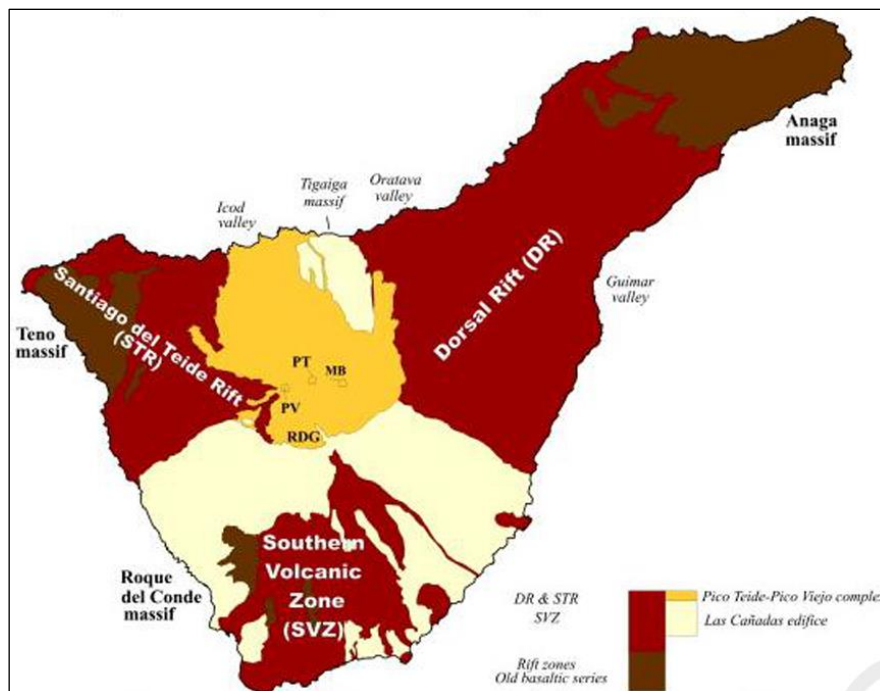 Anaga
massif
Tigaiga
massif
Oratava
valley
Icod
valley
Dorsal Rift (DR)
Guimar
valley
Santiago del Teide Rift
(STR)
Teno
massif
PT
MB
PV
RDG
Southern
Volcanic
Zone
(SVZ)
Roque
del Conde
massif
DR & STR
SVZ
Pico Teide-Pico Viejo complex
Las Cañadas edifice
Rift zones
Old basaltic series